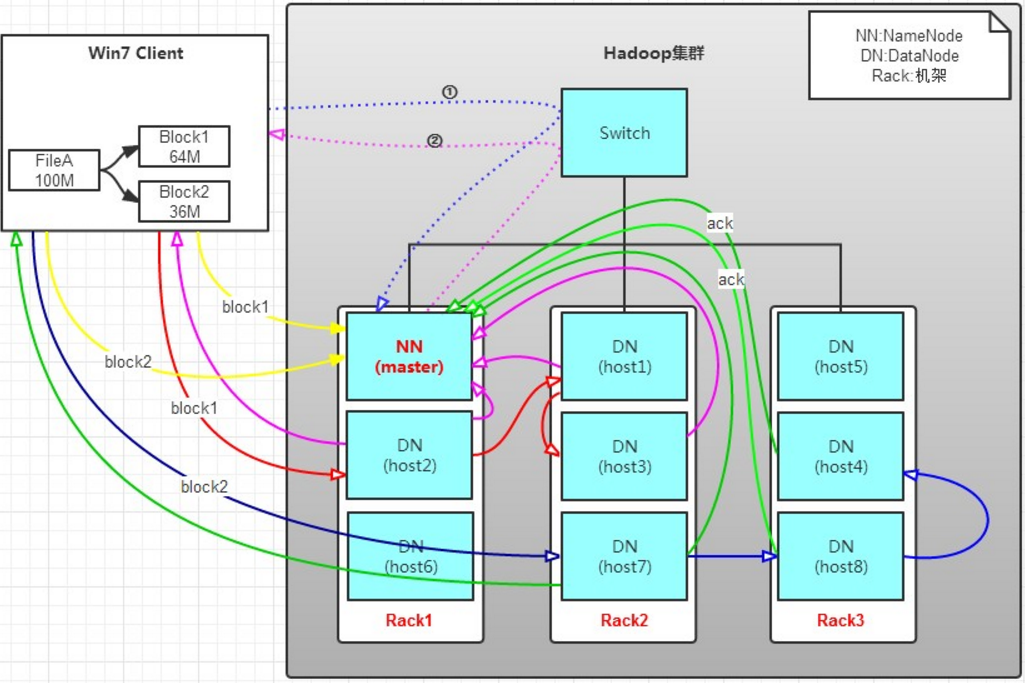 Win7 Client
FileA
100M
Block1
64M
Block2
36M
Hadoop集群
NN:NameNode
DN:DataNode
Rack:机架
①
②
Switch
ack
ack
block1
block2
block1
block2
NN
(master)
DN
(host2)
DN
(host6)
Rack1
DN
(host1)
DN
(host3)
DN
(host7)
Rack2
DN
(host5)
DN
(host4)
DN
(host8)
Rack3